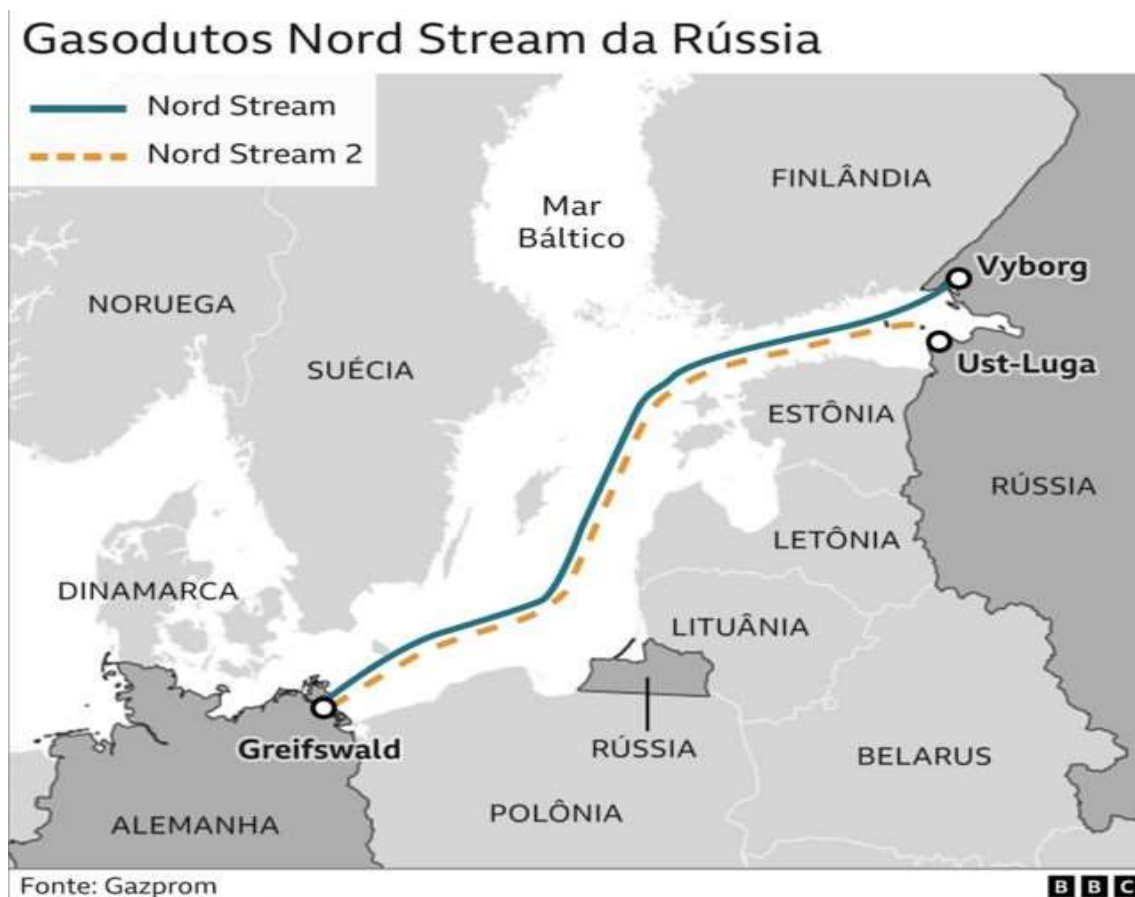 Gasodutos Nord Stream da Rússia
Nord Stream
Nord Stream 2
FINLÂNDIA
Mar
Báltico
Vyborg
NORUEGA
SUÉCIA
Ust-Luga
ESTÔNIA
RÚSSIA
LETÔNIA
DINAMARCA
LITUÂNIA
Greifswald
RÚSSIA
BELARUS
POLÔNIA
ALEMANHA
Fonte: Gazprom
BBC